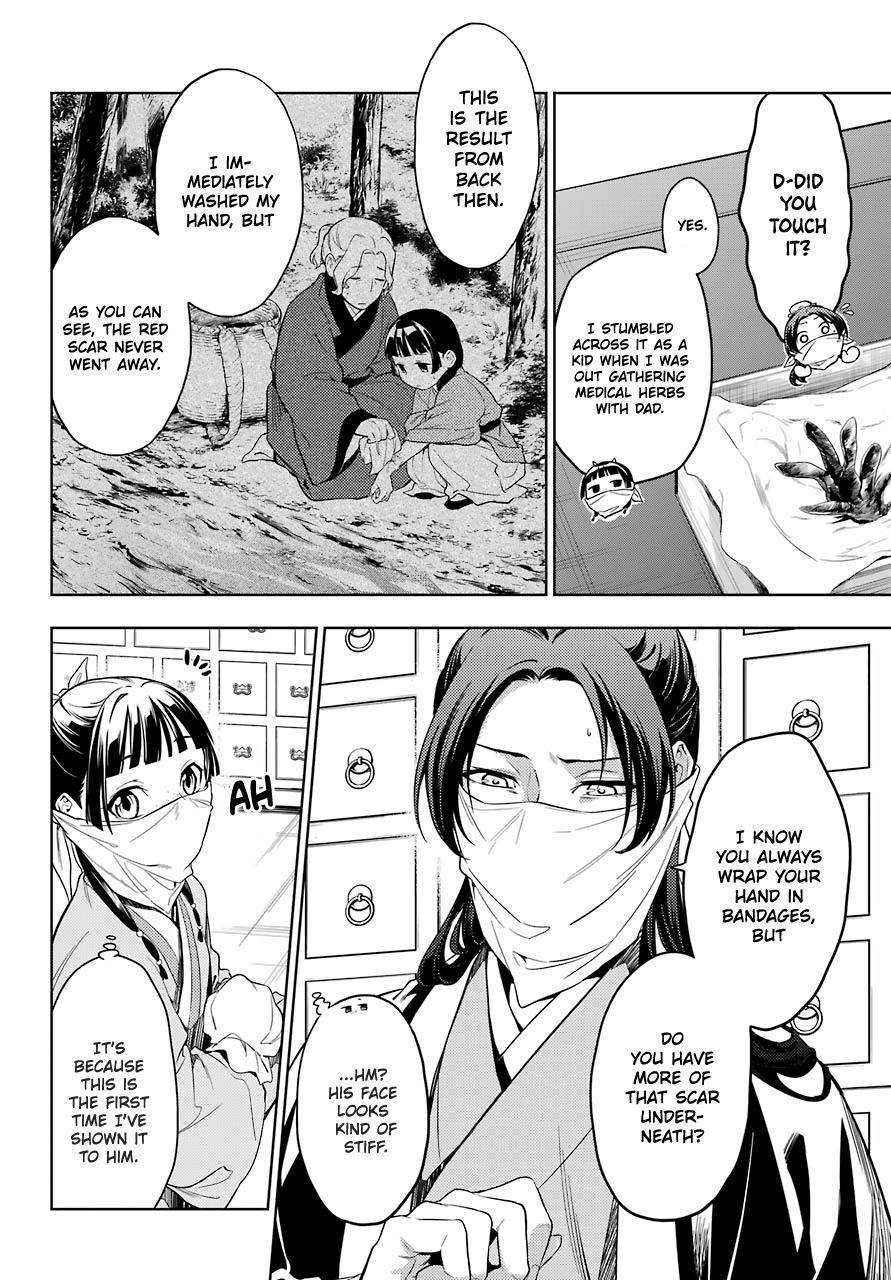 D-DID
YOU
TOUCH
IT?
YES.
I STUMBLED
ACROSS IT AS A
KID WHEN I WAS
OUT GATHERING
MEDICAL HERBS
WITH DAD.
THIS
IS THE
RESULT
FROM
BACK
THEN.
I IM-
MEDIATELY
WASHED MY
HAND, BUT
AS YOU CAN
SEE, THE RED
SCAR NEVER
WENT AWAY.
I KNOW
YOU ALWAYS
WRAP YOUR
HAND IN
BANDAGES,
BUT
DO
YOU HAVE
MORE OF
THAT SCAR
UNDER-
NEATH?
...HM?
HIS FACE
LOOKS
KIND OF
STIFF.
AH
IT'S
BECAUSE
THIS IS
THE FIRST
TIME I'VE
SHOWN IT
TO HIM.